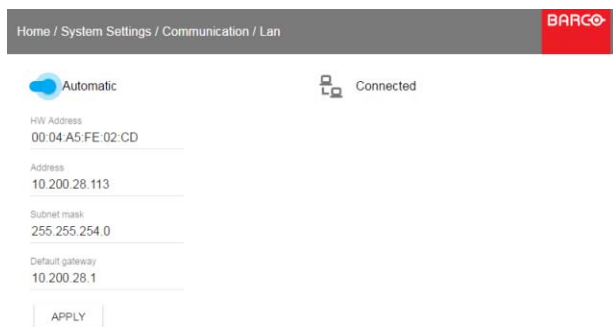 Home / System Settings / Communication / Lan
BARCO
Automatic
Connected
HW Address
00:04:A5:FE:02:CD
Address
10.200.28.113
Subnet mask
255.255.254.0
Default gateway
10.200.28.1
APPLY